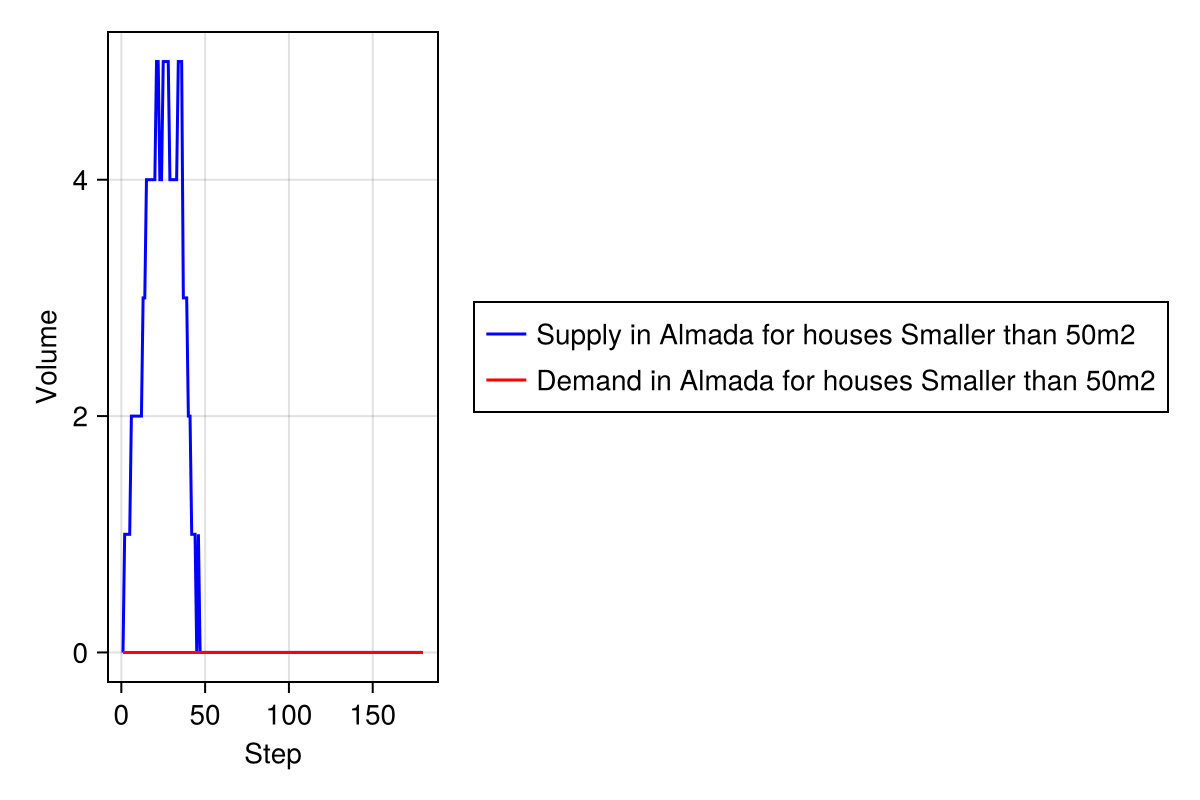 Volume
4
2
0
0 50 100 150
Step
Supply in Almada for houses Smaller than 50m2
Demand in Almada for houses Smaller than 50m2